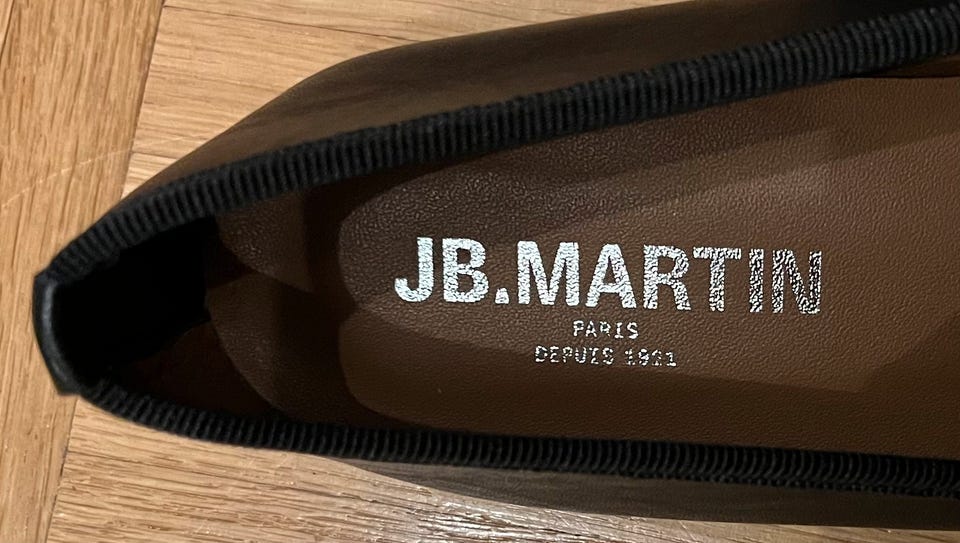 JB.MARTIN
PARIS
DEPUIS 1921